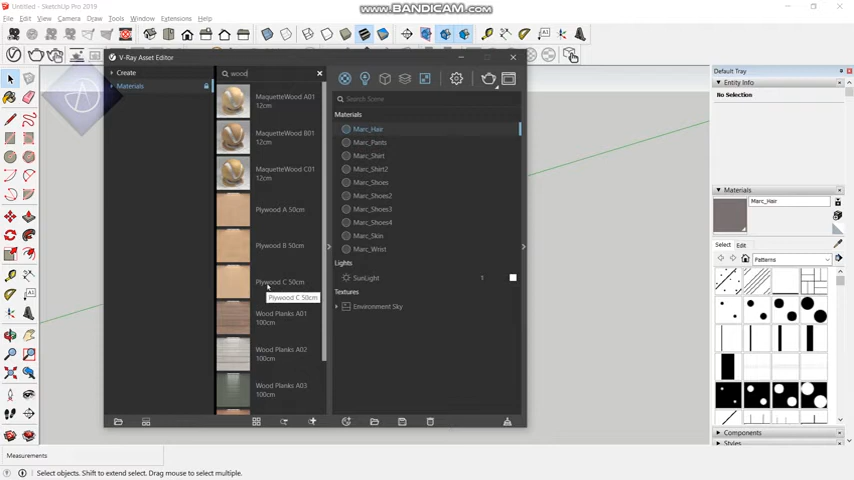 Untitled - SketchUp Pro 2019
WWW.BANDICAM.COM
File Edit View Camera Draw Tools Window Extensions Help
V-Ray Asset Editor
Create
Materials
wood
MaquetteWood A01
12cm
MaquetteWood B01
12cm
MaquetteWood C01
12cm
Plywood A 50cm
Plywood B 50cm
Plywood C 50cm
Plywood C 50cm
Wood Planks A01
100cm
Wood Planks A02
100cm
Wood Planks A03
100cm
Search Scene
Materials
Marc_Hair
Marc_Pants
Marc_Shirt
Marc_Shirt2
Marc_Shoes
Marc_Shoes2
Marc_Shoes3
Marc_Shoes4
Marc_Skin
Marc_Wrist
Lights
SunLight
1
Textures
Environment Sky
Default Tray
Entity Info
No Selection
Materials
Marc_Hair
Select Edit
Patterns
Components
Styles
Measurements
Select objects. Shift to extend select. Drag mouse to select multiple.